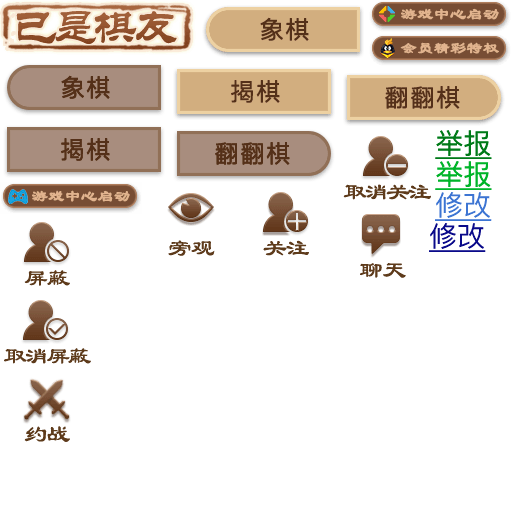 已是棋友
象棋
游戏中心启动
会员精彩特权
象棋
揭棋
翻翻棋
揭棋
翻翻棋
取消关注
举报
举报
修改
修改
游戏中心启动
旁观
关注
聊天
屏蔽
取消屏蔽
约战